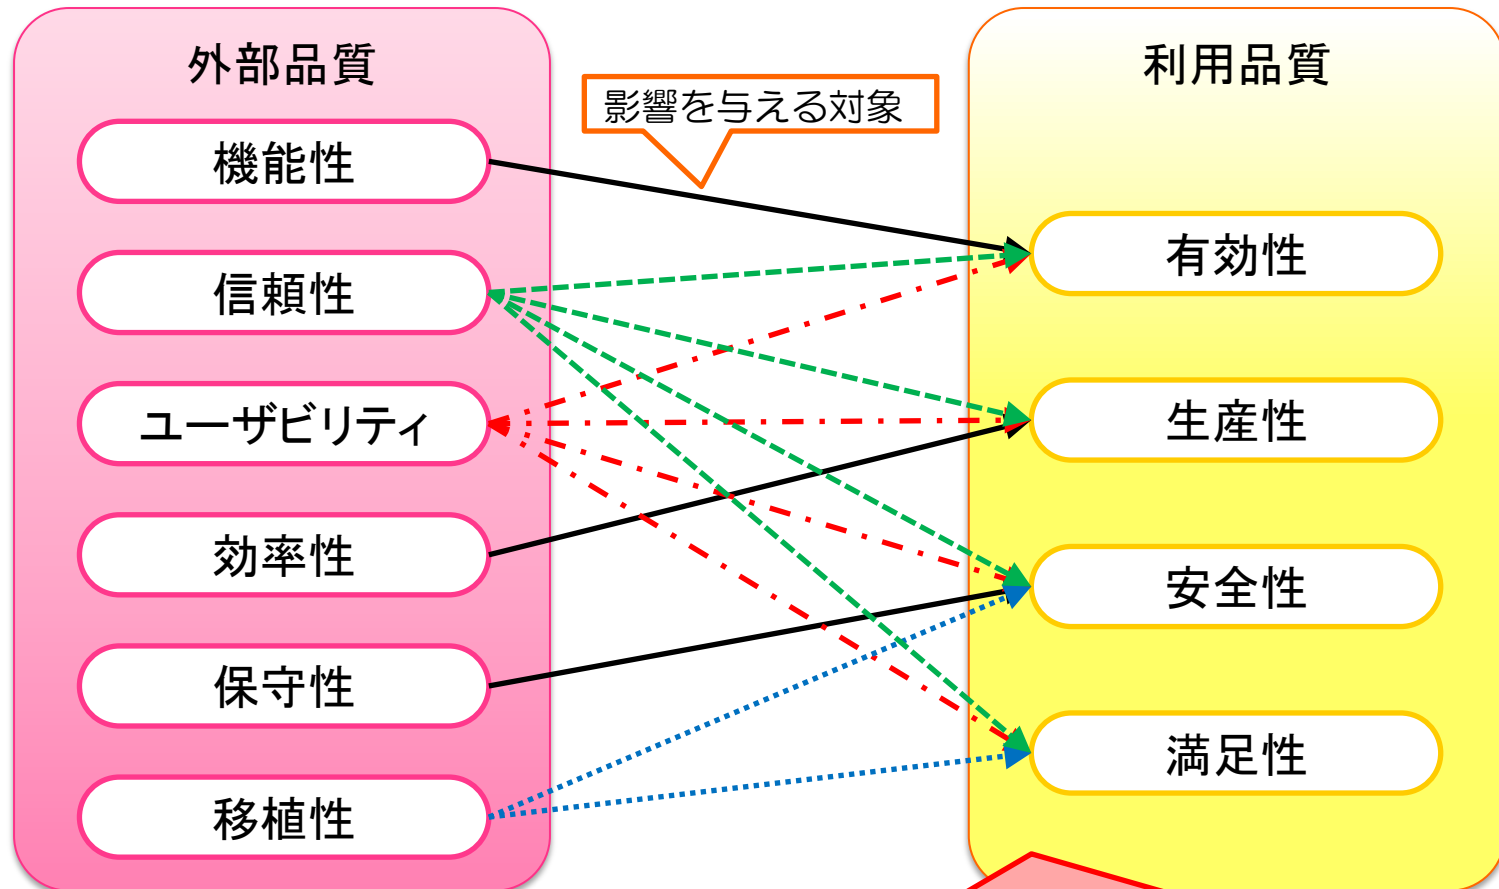 外部品質
利用品質
影響を与える対象
機能性
信頼性
ユーザビリティ
効率性
保守性
移植性
有効性
生産性
安全性
満足性